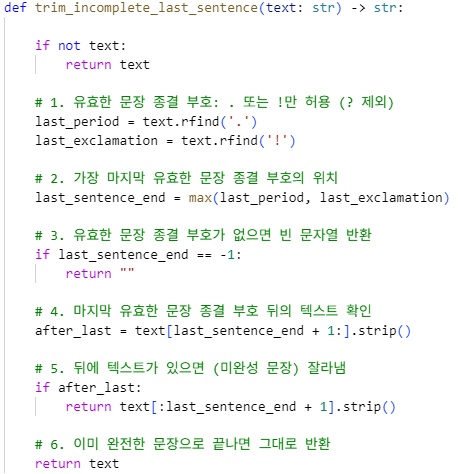 def trim_incomplete_last_sentence(text: str) -> str:
    if not text:
        return text
    # 1. 유효한 문장 종결 부호: . 또는 !만 허용 (? 제외)
    last_period = text.rfind('.')
    last_exclamation = text.rfind('!')
    # 2. 가장 마지막 유효한 문장 종결 부호의 위치
    last_sentence_end = max(last_period, last_exclamation)
    # 3. 유효한 문장 종결 부호가 없으면 빈 문자열 반환
    if last_sentence_end == -1:
        return ""
    # 4. 마지막 유효한 문장 종결 부호 뒤의 텍스트 확인
    after_last = text[last_sentence_end + 1:].strip()
    # 5. 뒤에 텍스트가 있으면 (미완성 문장) 잘라냄
    if after_last:
        return text[:last_sentence_end + 1].strip()
    # 6. 이미 완전한 문장으로 끝나면 그대로 반환
    return text